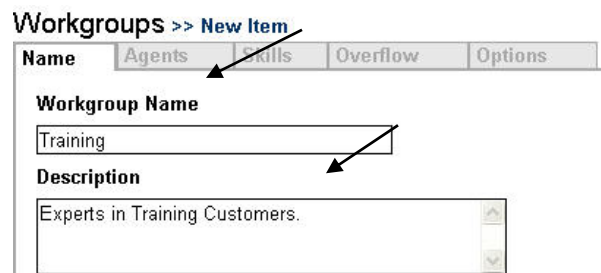 Workgroups >> New Item
Name Agents Skills Overflow Options
Workgroup Name
Training
Description
Experts in Training Customers.